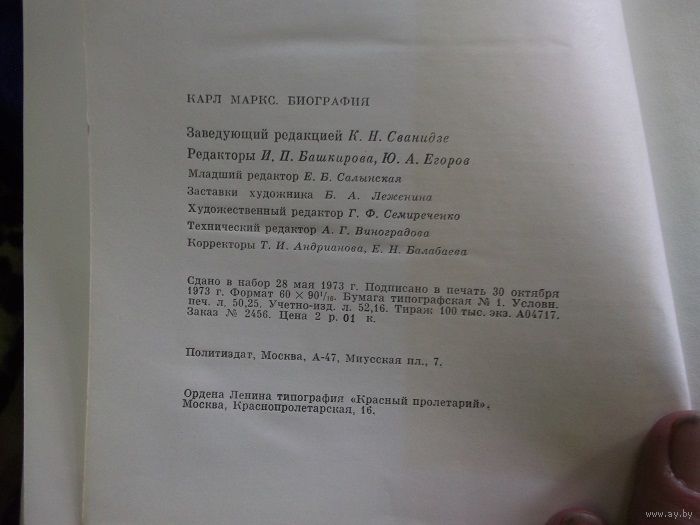 КАРЛ МАРКС. БИОГРАФИЯ
Заведующий редакцией К. Н. Сванидзе
Редакторы И. П. Башкирова, Ю. А. Егоров
Младший редактор Е. Б. Салынская
Заставки художника Б. А. Леженина
Художественный редактор Г. Ф. Семиреченко
Технический редактор А. Г. Виноградова
Корректоры Т. И. Андрианова, Е. Н. Балабаева
Сдано в набор 28 мая 1973 г. Подписано в печать 30 октября
1973 г. Формат 60 × 90¹/₁₆. Бумага типографская № 1. Условн.
печ. л. 50,25. Учетно-изд. л. 52,16. Тираж 100 тыс. экз. А04717.
Заказ № 2456. Цена 2 р. 01 к.
Политиздат, Москва, А-47, Миусская пл., 7.
Ордена Ленина типография «Красный пролетарий».
Москва, Краснопролетарская, 16.
www.ay.by